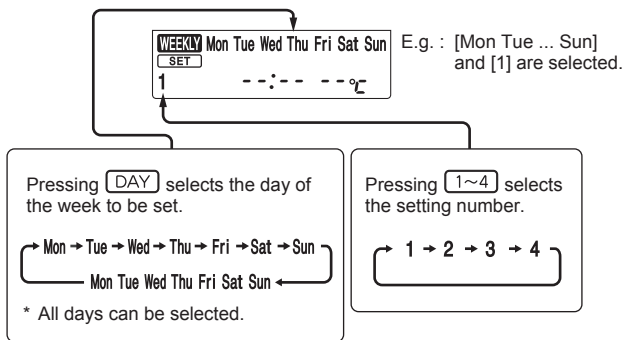 WEEKLY Mon Tue Wed Thu Fri Sat Sun
SET
1 --:-- --°C
E.g. : [Mon Tue ... Sun]
and [1] are selected.
Pressing DAY selects the day of
the week to be set.
→ Mon → Tue → Wed → Thu → Fri → Sat → Sun
Mon Tue Wed Thu Fri Sat Sun ←
* All days can be selected.
Pressing 1~4 selects
the setting number.
→ 1 → 2 → 3 → 4